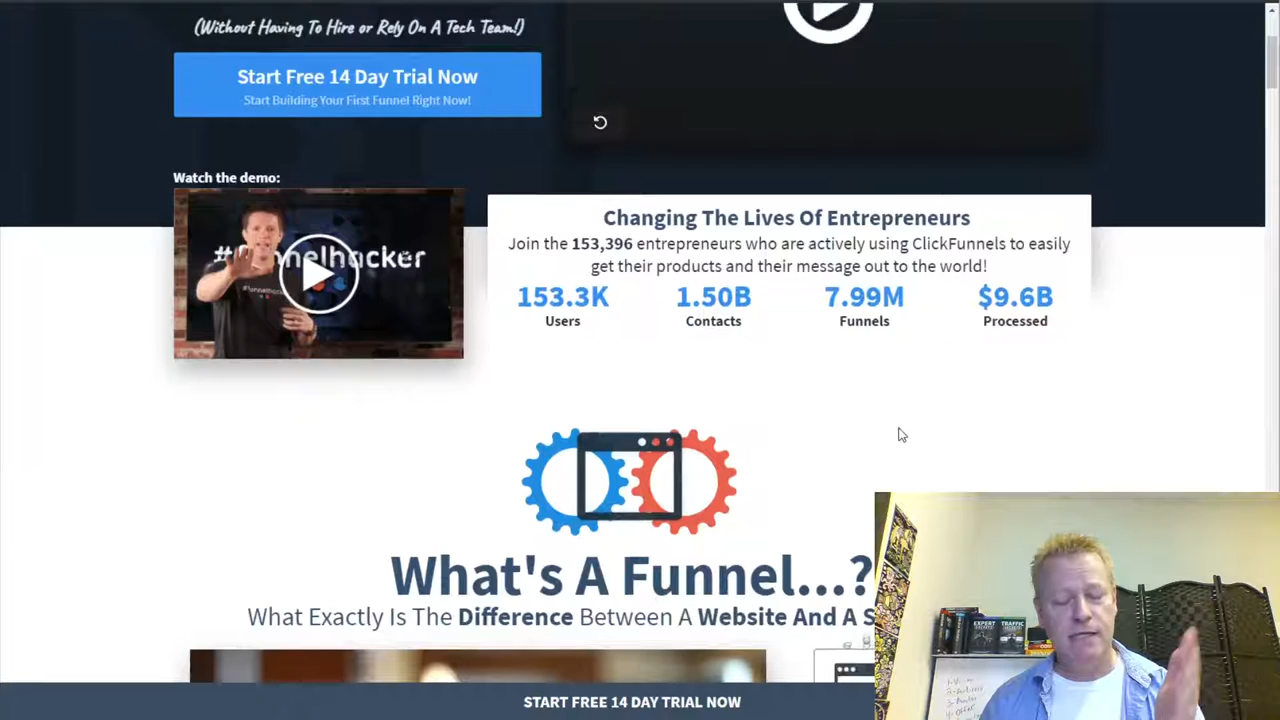 (Without Having To Hire or Rely On A Tech Team!)
Start Free 14 Day Trial Now
Start Building Your First Funnel Right Now!
Watch the demo:
#funnelhacker
Changing The Lives Of Entrepreneurs
Join the 153,396 entrepreneurs who are actively using ClickFunnels to easily
get their products and their message out to the world!
153.3K 1.50B 7.99M $9.6B
Users Contacts Funnels Processed
What's A Funnel...?
What Exactly Is The Difference Between A Website And A S
EXPERT TRAFFIC
START FREE 14 DAY TRIAL NOW